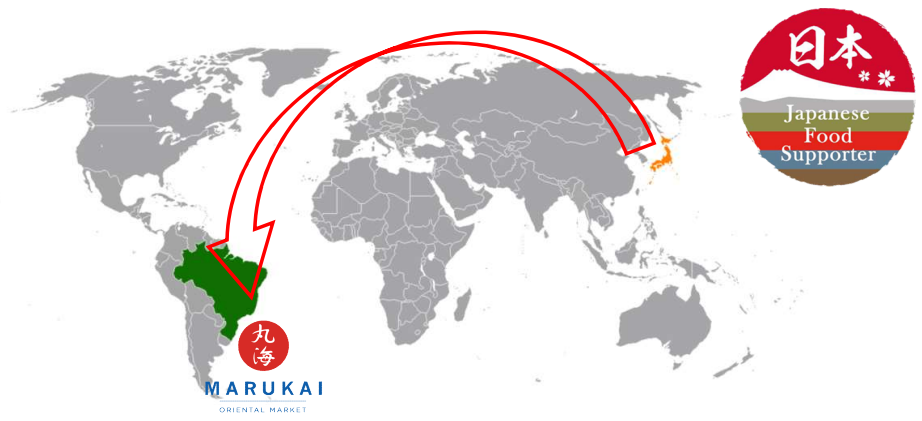 日本
Japanese
Food
Supporter
丸
海
MARUKAI
ORIENTAL MARKET